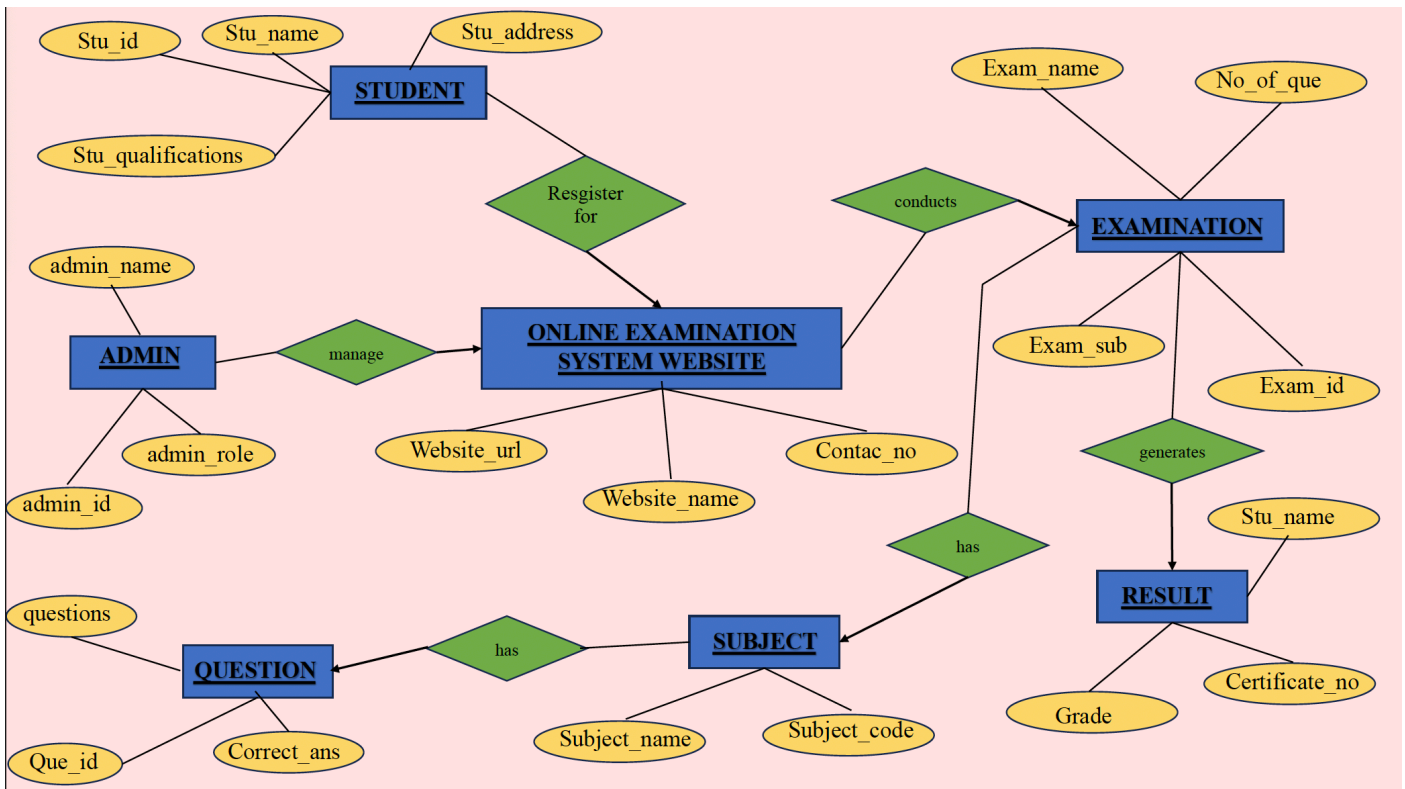 Stu_id
Stu_name
Stu_address
STUDENT
Stu_qualifications
Exam_name
No_of_que
Resgister
for
conducts
EXAMINATION
admin_name
ADMIN
manage
ONLINE EXAMINATION
SYSTEM WEBSITE
Exam_sub
Exam_id
admin_role
admin_id
Website_url
Website_name
Contac_no
generates
Stu_name
has
RESULT
questions
QUESTION
has
SUBJECT
Certificate_no
Grade
Que_id
Correct_ans
Subject_name
Subject_code